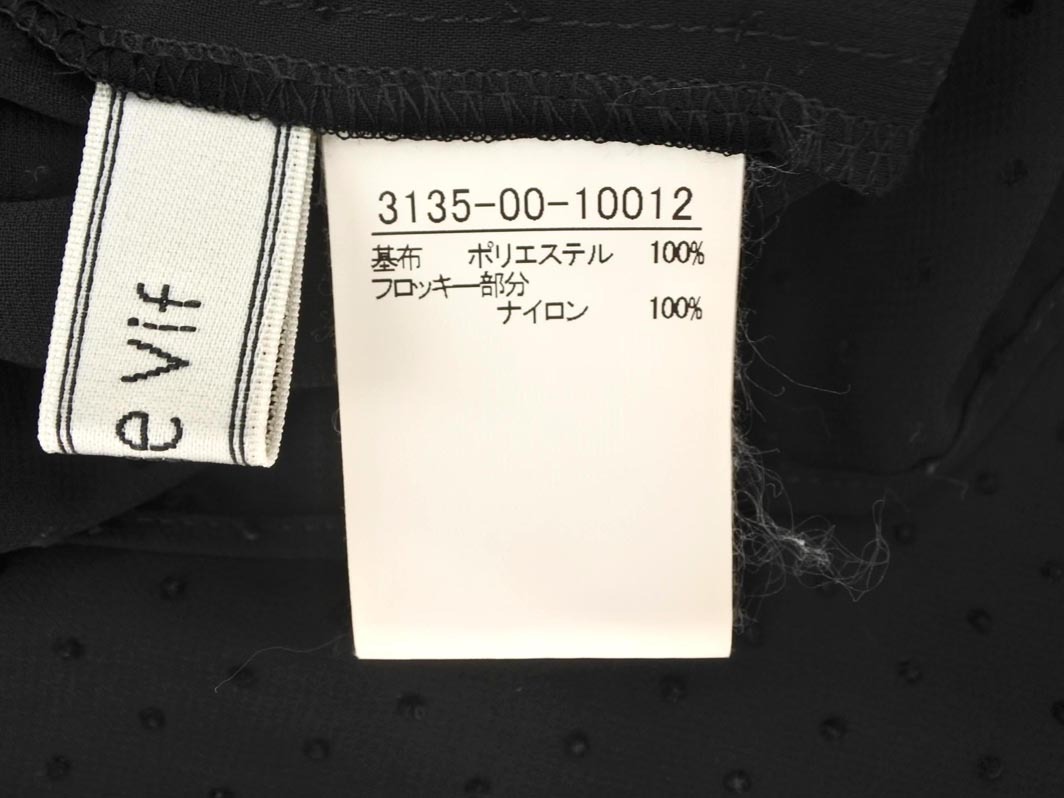 e vif
3135-00-10012
基布 ポリエステル 100%
フロッキー部分
ナイロン 100%